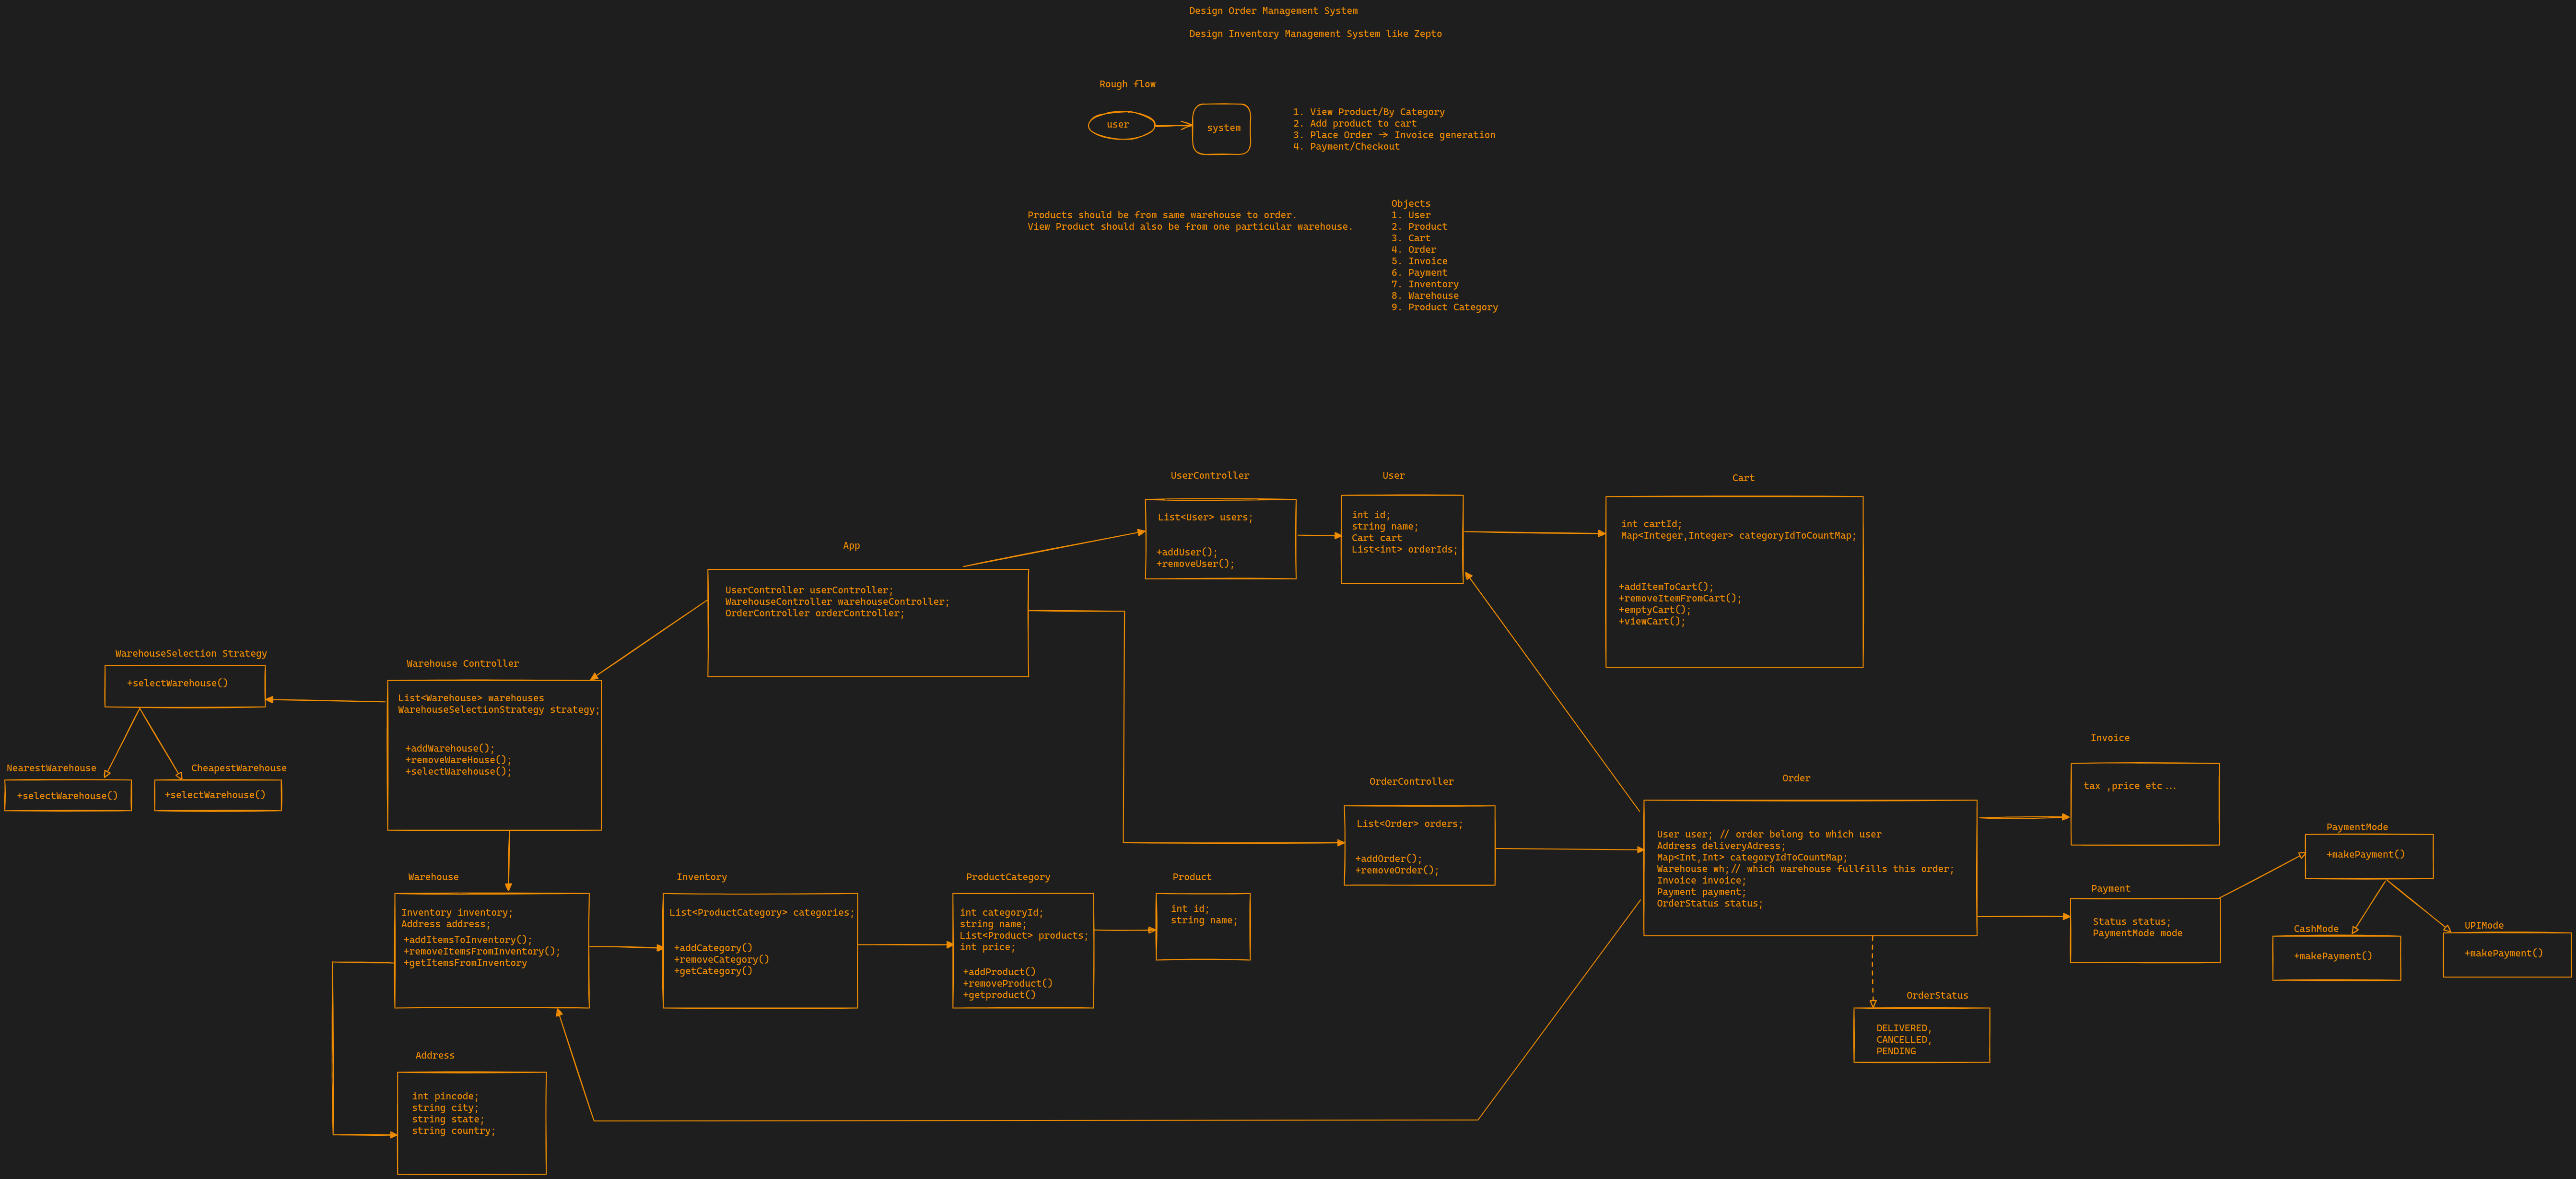 Design Order Management System
Design Inventory Management System like Zepto
Rough flow
user
system
1. View Product/By Category
2. Add product to cart
3. Place Order -> Invoice generation
4. Payment/Checkout
Products should be from same warehouse to order.
View Product should also be from one particular warehouse.
Objects
1. User
2. Product
3. Cart
4. Order
5. Invoice
6. Payment
7. Inventory
8. Warehouse
9. Product Category
UserController
List<User> users;
+addUser();
+removeUser();
User
int id;
string name;
Cart cart
List<int> orderIds;
Cart
int cartId;
Map<Integer,Integer> categoryIdToCountMap;
+addItemToCart();
+removeItemFromCart();
+emptyCart();
+viewCart();
App
UserController userController;
WarehouseController warehouseController;
OrderController orderController;
WarehouseSelection Strategy
+selectWarehouse()
NearestWarehouse
+selectWarehouse()
CheapestWarehouse
+selectWarehouse()
Warehouse Controller
List<Warehouse> warehouses
WarehouseSelectionStrategy strategy;
+addWarehouse();
+removeWareHouse();
+selectWarehouse();
Warehouse
Inventory inventory;
Address address;
+addItemsToInventory();
+removeItemsFromInventory();
+getItemsFromInventory
Inventory
List<ProductCategory> categories;
+addCategory()
+removeCategory()
+getCategory()
ProductCategory
int categoryId;
string name;
List<Product> products;
int price;
+addProduct()
+removeProduct()
+getproduct()
Product
int id;
string name;
Address
int pincode;
string city;
string state;
string country;
OrderController
List<Order> orders;
+addOrder();
+removeOrder();
Order
User user; // order belong to which user
Address deliveryAdress;
Map<Int,Int> categoryIdToCountMap;
Warehouse wh;// which warehouse fullfills this order;
Invoice invoice;
Payment payment;
OrderStatus status;
OrderStatus
DELIVERED,
CANCELLED,
PENDING
Invoice
tax ,price etc...
Payment
Status status;
PaymentMode mode
PaymentMode
+makePayment()
CashMode
+makePayment()
UPIMode
+makePayment()